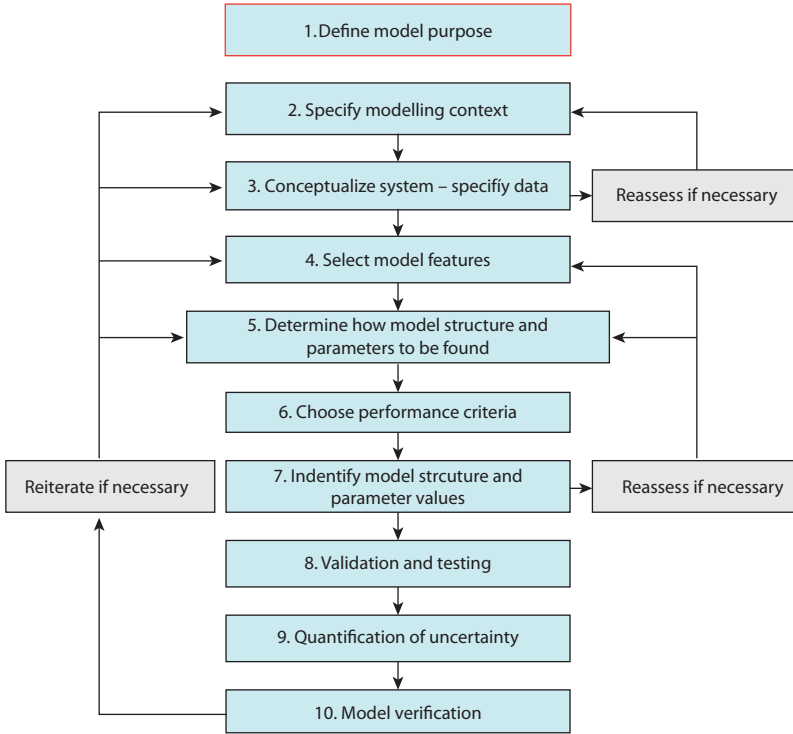 1.Define model purpose
2. Specify modelling context
3. Conceptualize system – specifíy data
Reassess if necessary
4. Select model features
5. Determine how model structure and
parameters to be found
6. Choose performance criteria
Reiterate if necessary
7. Indentify model strcuture and
parameter values
Reassess if necessary
8. Validation and testing
9. Quantification of uncertainty
10. Model verification